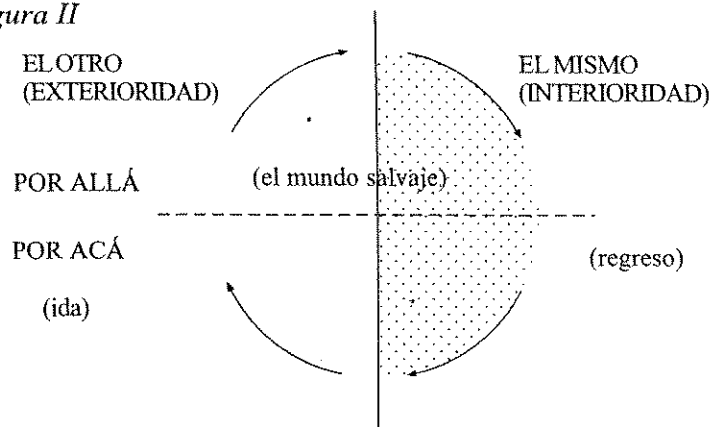 gura II
EL OTRO
(EXTERIORIDAD)
EL MISMO
(INTERIORIDAD)
POR ALLÁ
(el mundo salvaje)
POR ACÁ
(regreso)
(ida)